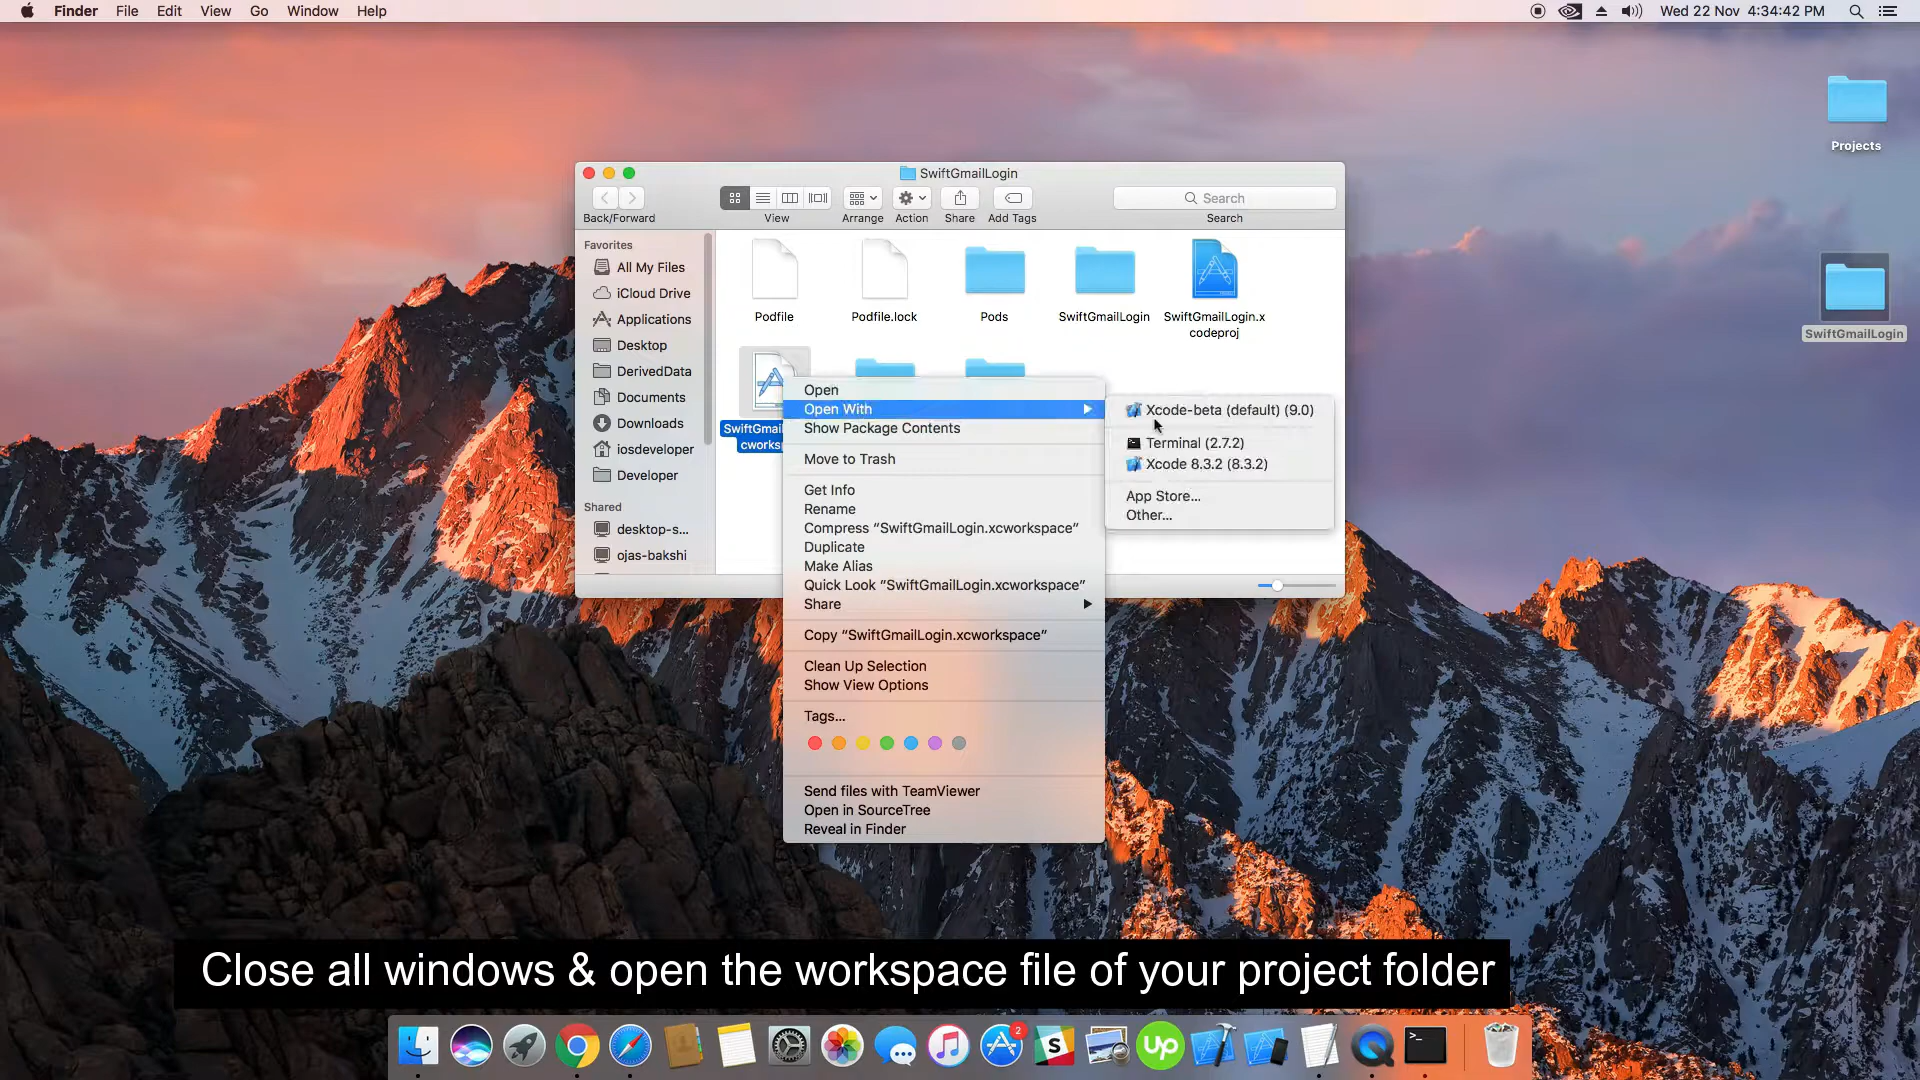 Finder File Edit View Go Window Help
Wed 22 Nov 4:34:42 PM
Projects
SwiftGmailLogin
SwiftGmailLogin
Search
Back/Forward View Arrange Action Share Add Tags Search
Favorites
All My Files
iCloud Drive
Applications
Desktop
DerivedData
Documents
Downloads
iosdeveloper
Developer
Shared
desktop-s...
ojas-bakshi
Podfile
Podfile.lock
Pods
SwiftGmailLogin
SwiftGmailLogin.x
codeproj
SwiftGmai
cworks
Open
Open With
Show Package Contents
Move to Trash
Get Info
Rename
Compress “SwiftGmailLogin.xcworkspace”
Duplicate
Make Alias
Quick Look “SwiftGmailLogin.xcworkspace”
Share
Copy “SwiftGmailLogin.xcworkspace”
Clean Up Selection
Show View Options
Tags...
Send files with TeamViewer
Open in SourceTree
Reveal in Finder
Xcode-beta (default) (9.0)
Terminal (2.7.2)
Xcode 8.3.2 (8.3.2)
App Store...
Other...
Close all windows & open the workspace file of your project folder
2
S
Up